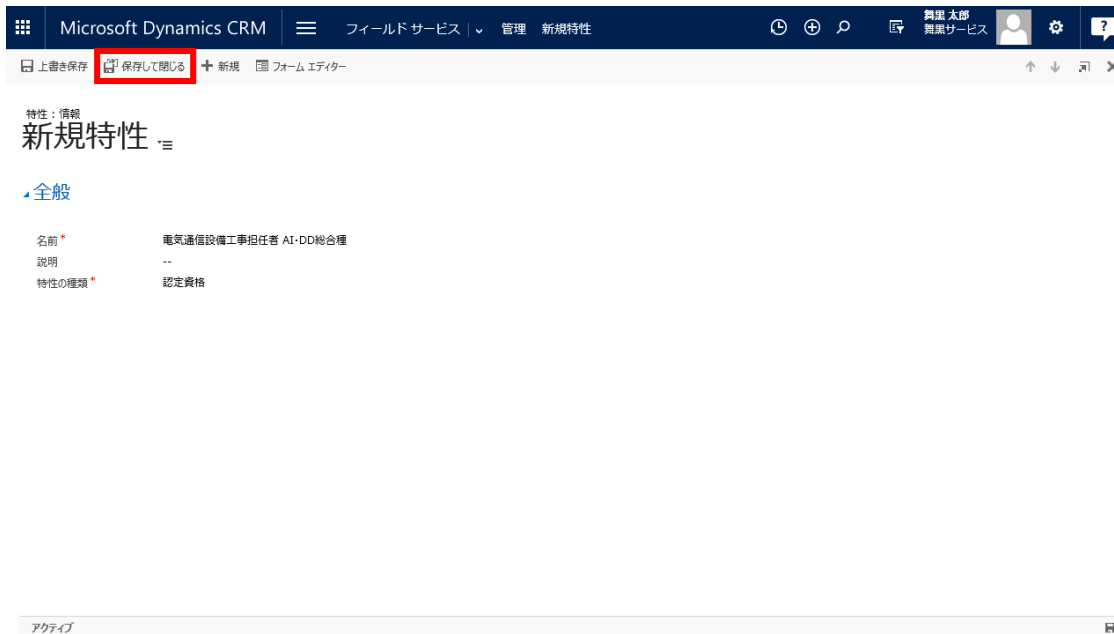 Microsoft Dynamics CRM フィールド サービス 管理 新規特性 舞黒 太郎 舞黒サービス ?
上書き保存 保存して閉じる 新規 フォーム エディター
特性 : 情報
新規特性
全般
名前 * 電気通信設備工事担任者 AI・DD総合種
説明 --
特性の種類 * 認定資格
アクティブ